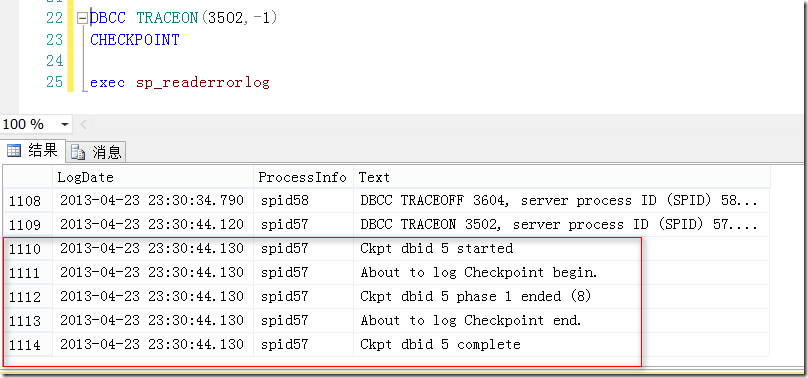 22 DBCC TRACEON(3502,-1)
23 CHECKPOINT
24
25 exec sp_readerrorlog
100 %
结果 消息
LogDate ProcessInfo Text
1108 2013-04-23 23:30:34.790 spid58 DBCC TRACEOFF 3604, server process ID (SPID) 58...
1109 2013-04-23 23:30:44.120 spid57 DBCC TRACEON 3502, server process ID (SPID) 57....
1110 2013-04-23 23:30:44.130 spid57 Ckpt dbid 5 started
1111 2013-04-23 23:30:44.130 spid57 About to log Checkpoint begin.
1112 2013-04-23 23:30:44.130 spid57 Ckpt dbid 5 phase 1 ended (8)
1113 2013-04-23 23:30:44.130 spid57 About to log Checkpoint end.
1114 2013-04-23 23:30:44.130 spid57 Ckpt dbid 5 complete